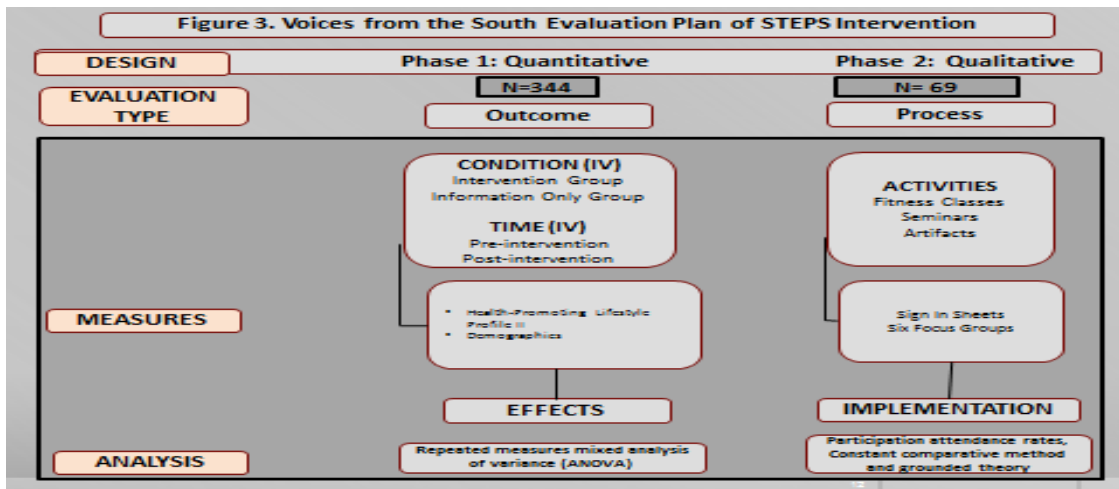 Figure 3. Voices from the South Evaluation Plan of STEPS Intervention
DESIGN
Phase 1: Quantitative
Phase 2: Qualitative
EVALUATION
TYPE
N=344
N= 69
Outcome
Process
CONDITION (IV)
Intervention Group
Information Only Group
TIME (IV)
Pre-intervention
Post-intervention
ACTIVITIES
Fitness Classes
Seminars
Artifacts
MEASURES
• Health-Promoting Lifestyle
Profile II
• Demographics
Sign In Sheets
Six Focus Groups
EFFECTS
IMPLEMENTATION
ANALYSIS
Repeated measures mixed analysis
of variance (ANOVA)
Participation attendance rates,
Constant comparative method
and grounded theory